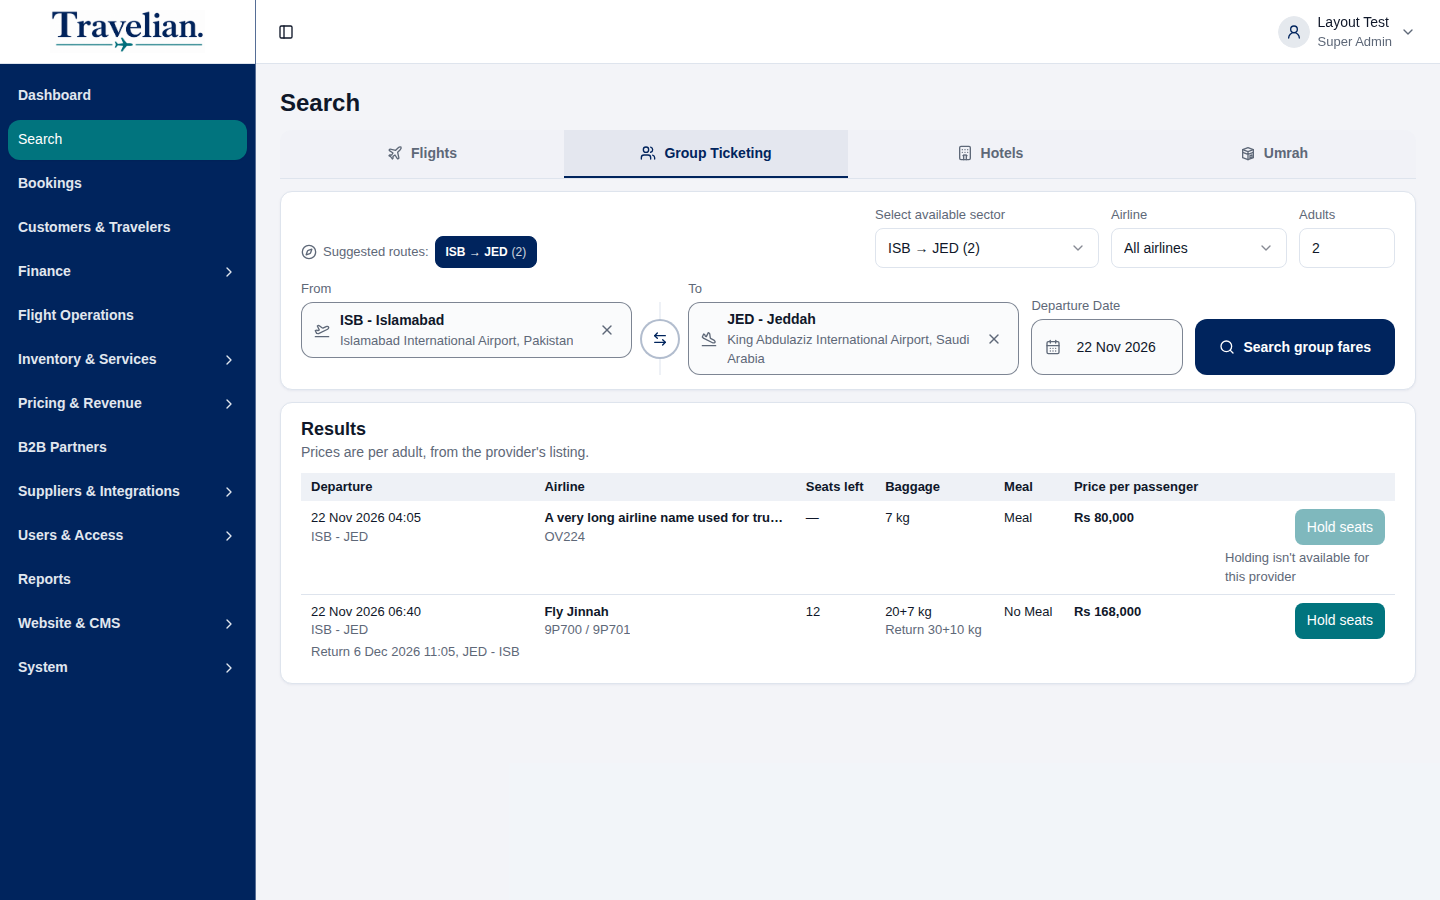 Travelian.
Layout Test
Super Admin
Dashboard
Search
Bookings
Customers & Travelers
Finance
Flight Operations
Inventory & Services
Pricing & Revenue
B2B Partners
Suppliers & Integrations
Users & Access
Reports
Website & CMS
System
Search
Flights
Group Ticketing
Hotels
Umrah
Suggested routes: ISB → JED (2)
Select available sector
ISB → JED (2)
Airline
All airlines
Adults
2
From
ISB - Islamabad
Islamabad International Airport, Pakistan
To
JED - Jeddah
King Abdulaziz International Airport, Saudi
Arabia
Departure Date
22 Nov 2026
Search group fares
Results
Prices are per adult, from the provider's listing.
Departure Airline Seats left Baggage Meal Price per passenger
22 Nov 2026 04:05 A very long airline name used for tru… — 7 kg Meal Rs 80,000 Hold seats
ISB - JED OV224
Holding isn't available for
this provider
22 Nov 2026 06:40 Fly Jinnah 12 20+7 kg No Meal Rs 168,000 Hold seats
ISB - JED 9P700 / 9P701 Return 30+10 kg
Return 6 Dec 2026 11:05, JED - ISB